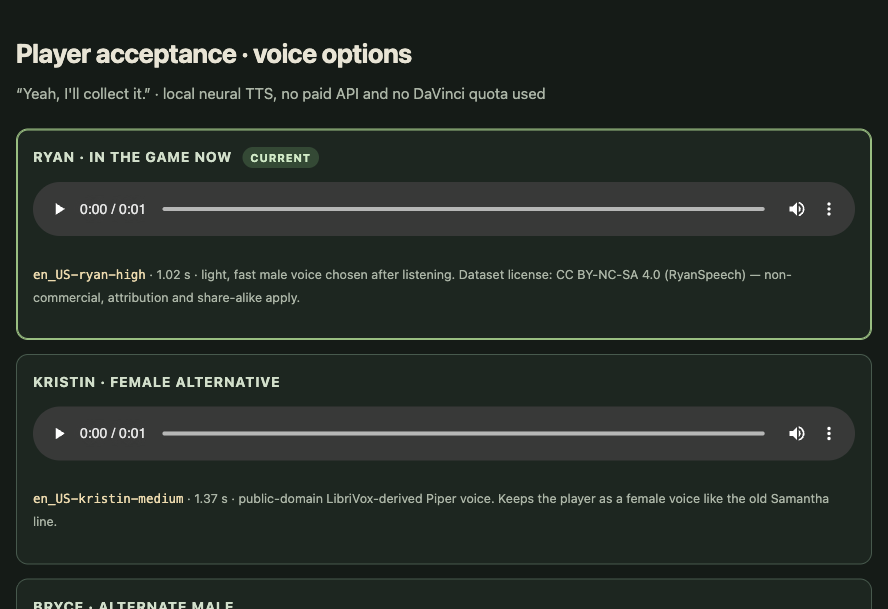 Player acceptance · voice options
“Yeah, I'll collect it.” · local neural TTS, no paid API and no DaVinci quota used
RYAN · IN THE GAME NOW CURRENT
0:00 / 0:01
en_US-ryan-high · 1.02 s · light, fast male voice chosen after listening. Dataset license: CC BY-NC-SA 4.0 (RyanSpeech) — non-
commercial, attribution and share-alike apply.
KRISTIN · FEMALE ALTERNATIVE
0:00 / 0:01
en_US-kristin-medium · 1.37 s · public-domain LibriVox-derived Piper voice. Keeps the player as a female voice like the old Samantha
line.
BRYCE · ALTERNATE MALE